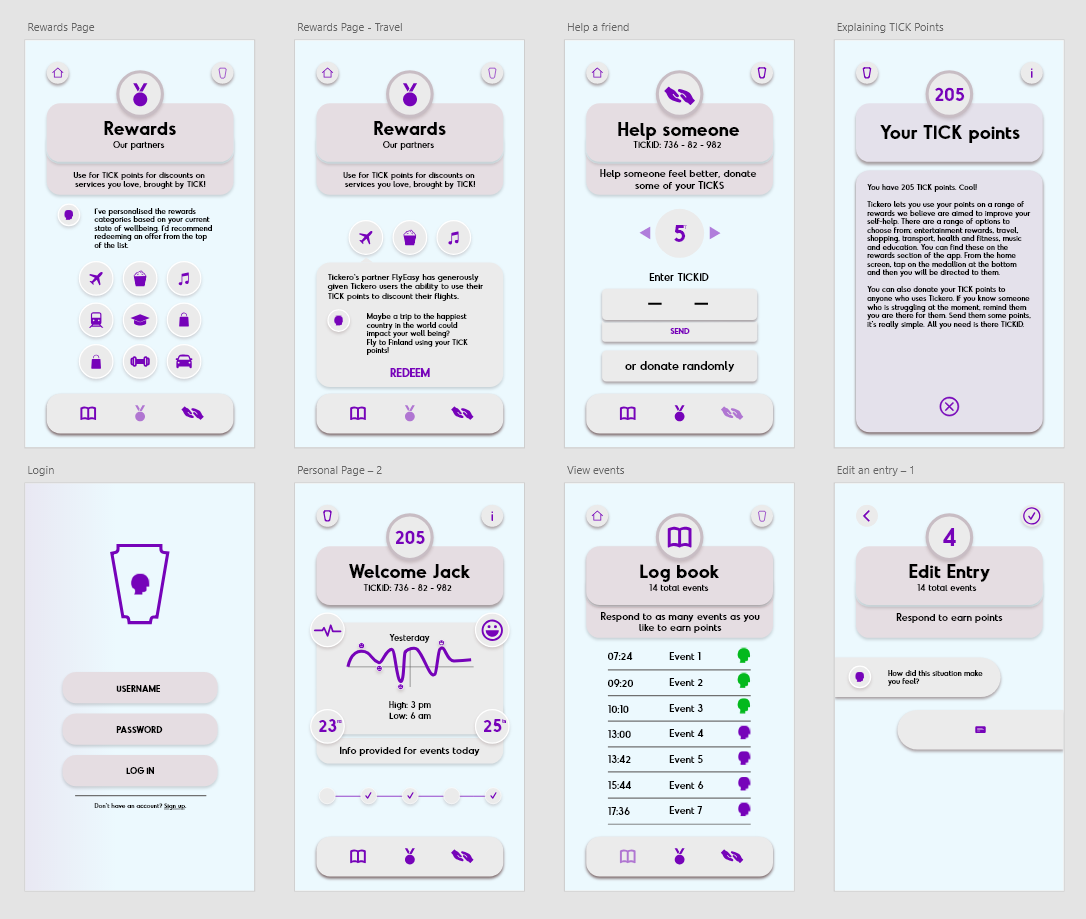 Rewards Page
Rewards
Our partners
Use for TICK points for discounts on
services you love, brought by TICK!
I've personalised the rewards
categories based on your current
state of wellbeing. I'd recommend
redeeming an offer from the top
of the list.
Rewards Page - Travel
Rewards
Our partners
Use for TICK points for discounts on
services you love, brought by TICK!
Tickero's partner FlyEasy has generously
given Tickero users the ability to use their
TICK points to discount their flights.
Maybe a trip to the happiest
country in the world could
impact your well being?
Fly to Finland using your TICK
points!
REDEEM
Help a friend
Help someone
TICKiD: 736 - 82 - 982
Help someone feel better, donate
some of your TICKS
5
Enter TICKiD
— —
SEND
or donate randomly
Explaining TICK Points
i
205
Your TICK points
You have 205 TICK points. Cool!
Tickero lets you use your points on a range of
rewards we believe are aimed to improve your
self-help. There are a range of options to
choose from; entertainment rewards, travel,
shopping, transport, health and fitness, music
and education. You can find these on the
rewards section of the app. From the home
screen, tap on the medallion at the bottom
and then you will be directed to them.
You can also donate your TICK points to
anyone who uses Tickero. If you know someone
who is struggling at the moment, remind them
you are there for them. Send them some points,
it's really simple. All you need is there TICKiD.
Login
USERNAME
PASSWORD
LOG IN
Don't have an account? Sign up.
Personal Page – 2
i
205
Welcome Jack
TICKiD: 736 - 82 - 982
Yesterday
High: 3 pm
Low: 6 am
23
25
Info provided for events today
View events
Log book
14 total events
Respond to as many events as you
like to earn points
07:24 Event 1
09:20 Event 2
10:10 Event 3
13:00 Event 4
13:42 Event 5
15:44 Event 6
17:36 Event 7
Edit an entry – 1
4
Edit Entry
14 total events
Respond to earn points
How did this situation make
you feel?